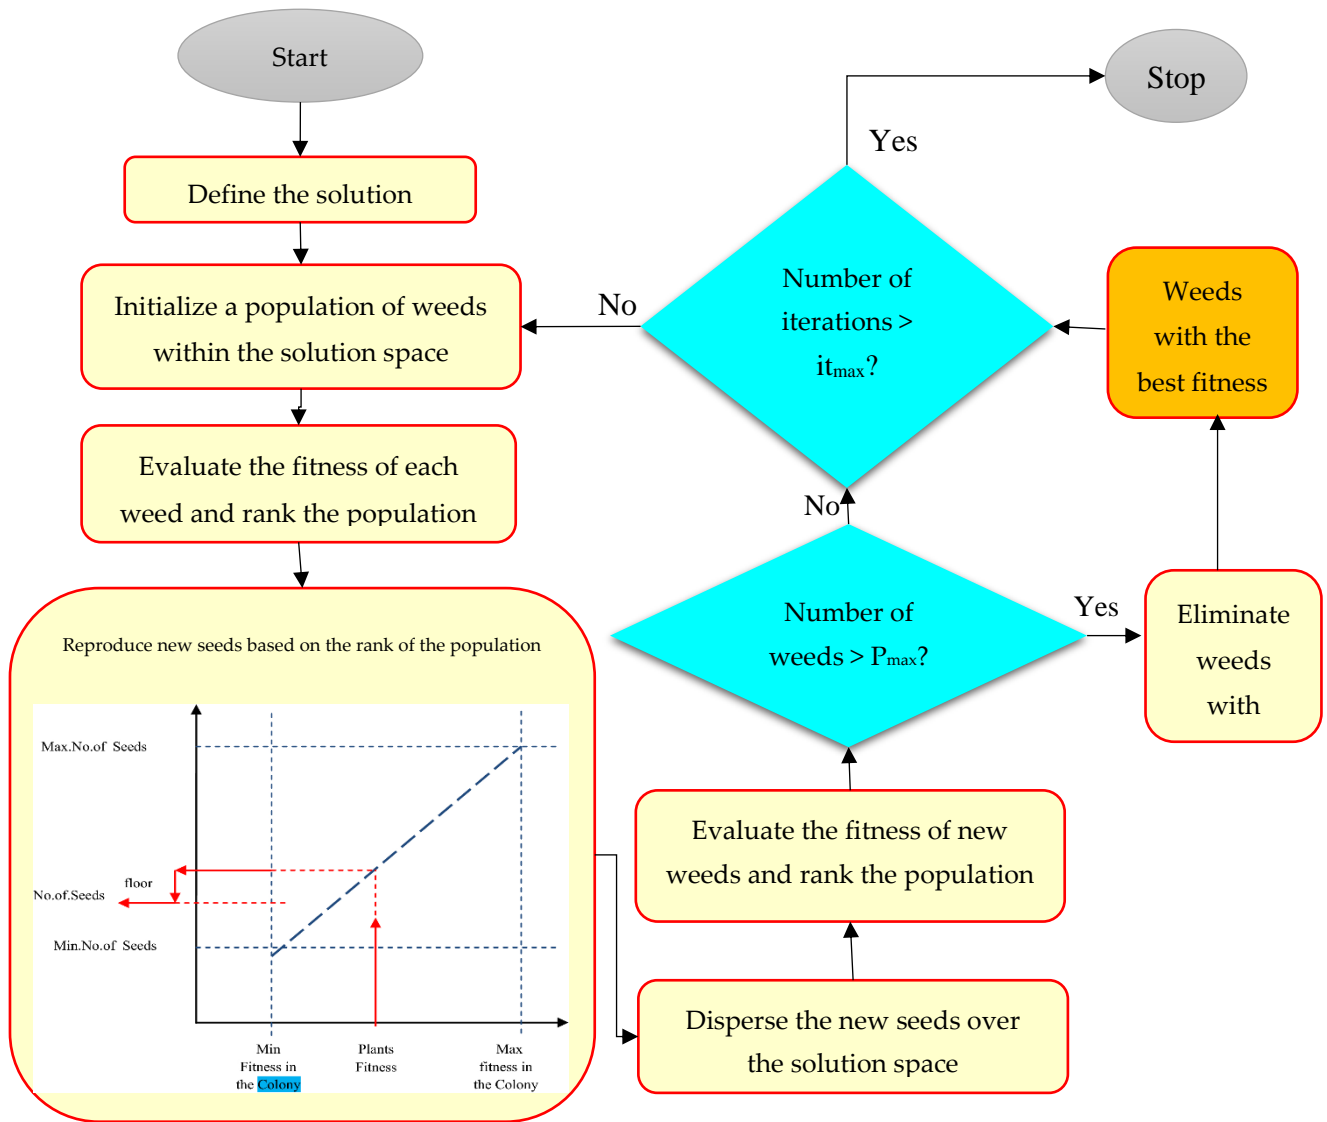 Start
Define the solution
Initialize a population of weeds
within the solution space
Evaluate the fitness of each
weed and rank the population
Reproduce new seeds based on the rank of the population
Max.No.of Seeds
floor
No.of.Seeds
Min.No.of Seeds
Min
Fitness in
the Colony
Plants
Fitness
Max
fitness in
the Colony
Disperse the new seeds over
the solution space
Evaluate the fitness of new
weeds and rank the population
Number of
weeds > Pmax?
Yes
No
Eliminate
weeds
with
Weeds
with the
best fitness
Number of
iterations >
itmax?
No
Yes
Stop